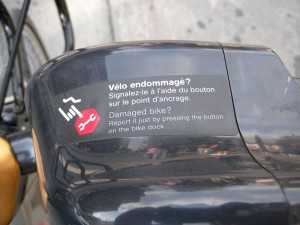 Vélo endommagé?
Signalez-le à l'aide du bouton
sur le point d'ancrage.
Damaged bike?
Report it just by pressing the button
on the bike dock.